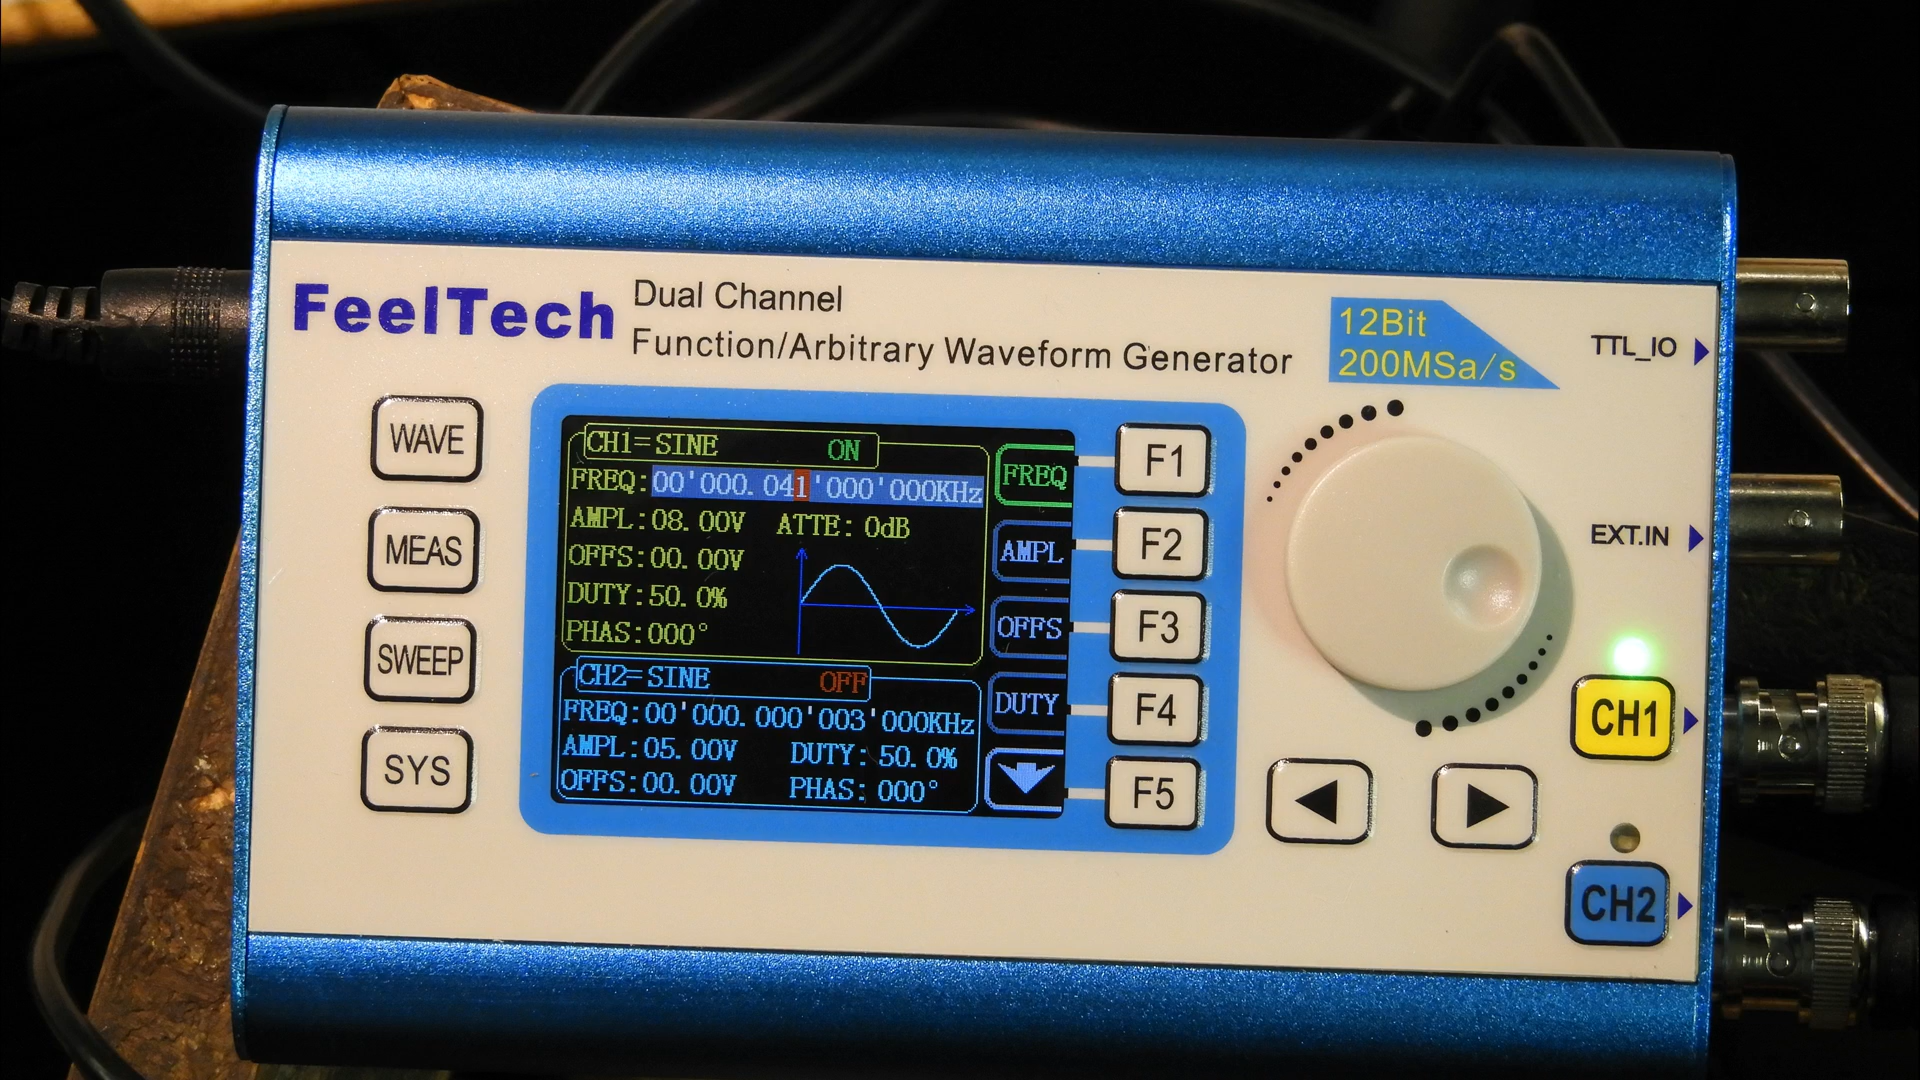 FeelTech
Dual Channel
Function/Arbitrary Waveform Generator
12Bit
200MSa/s
TTL_IO
EXT.IN
WAVE
MEAS
SWEEP
SYS
CH1=SINE ON
FREQ:00'000.041'000'000KHz
AMPL:08.00V ATTE: 0dB
OFFS:00.00V
DUTY:50.0%
PHAS:000°
CH2=SINE OFF
FREQ:00'000.000'003'000KHz
AMPL:05.00V DUTY:50.0%
OFFS:00.00V PHAS:000°
FREQ
AMPL
OFFS
DUTY
F1
F2
F3
F4
F5
CH1
CH2